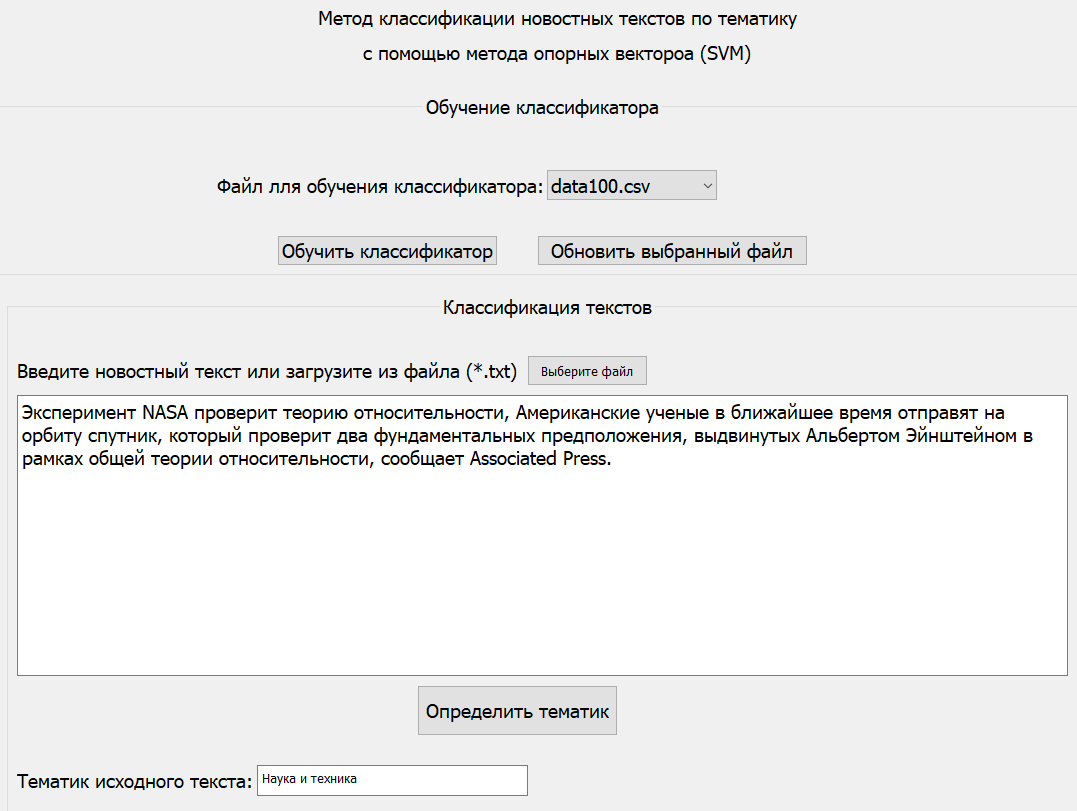 Метод классификации новостных текстов по тематику
с помощью метода опорных вектороа (SVM)
Обучение классификатора
Файл лля обучения классификатора: data100.csv
Обучить классификатор Обновить выбранный файл
Классификация текстов
Введите новостный текст или загрузите из файла (*.txt) Выберите файл
Эксперимент NASA проверит теорию относительности, Американские ученые в ближайшее время отправят на
орбиту спутник, который проверит два фундаментальных предположения, выдвинутых Альбертом Эйнштейном в
рамках общей теории относительности, сообщает Associated Press.
Определить тематик
Тематик исходного текста: Наука и техника